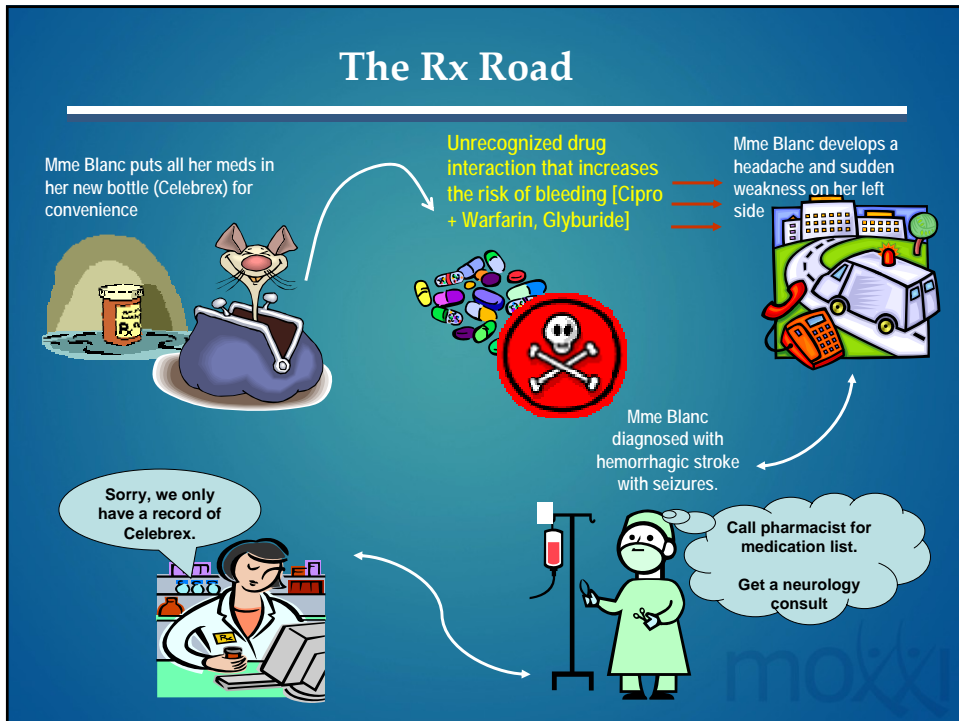 The Rx Road
Mme Blanc puts all her meds in
her new bottle (Celebrex) for
convenience
Unrecognized drug
interaction that increases
the risk of bleeding [Cipro
+ Warfarin, Glyburide]
Mme Blanc develops a
headache and sudden
weakness on her left
side
Rx
Mme Blanc
diagnosed with
hemorrhagic stroke
with seizures.
Sorry, we only
have a record of
Celebrex.
Call pharmacist for
medication list.
Get a neurology
consult
Rx
moxxi